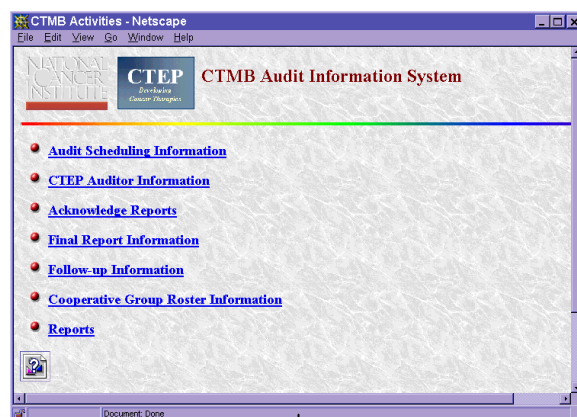 CTMB Activities - Netscape
File Edit View Go Window Help
NATIONAL
CANCER
INSTITUTE
CTEP
Developing
Cancer Therapies
CTMB Audit Information System
Audit Scheduling Information
CTEP Auditor Information
Acknowledge Reports
Final Report Information
Follow-up Information
Cooperative Group Roster Information
Reports
Document: Done